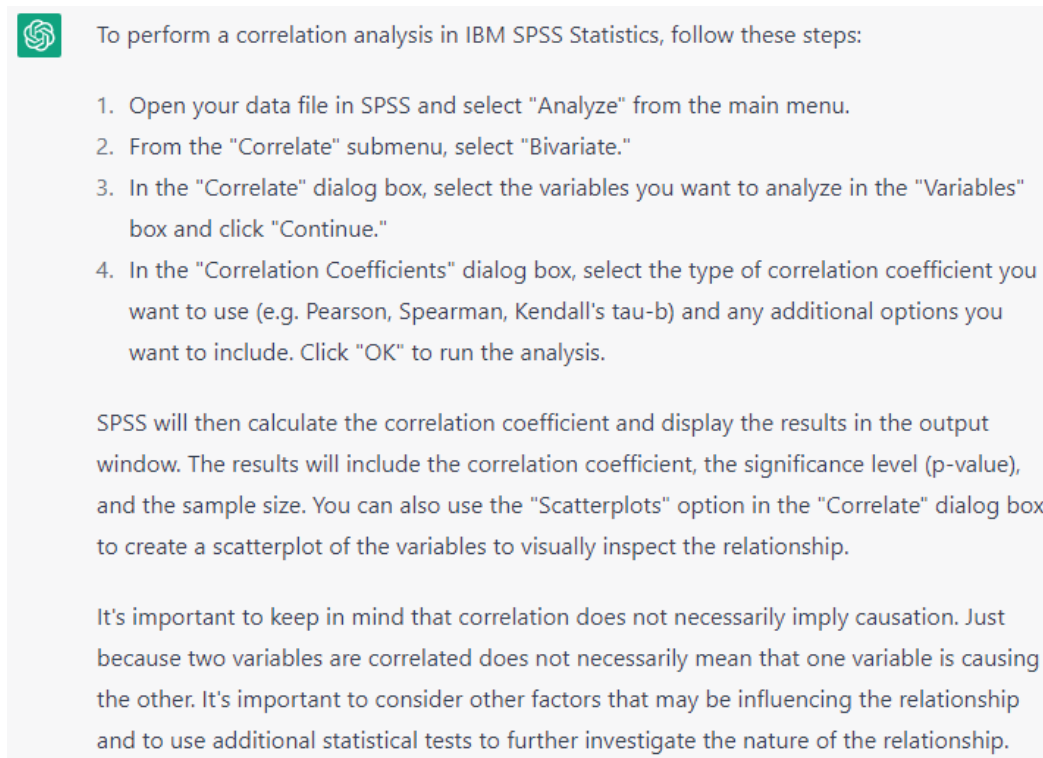 To perform a correlation analysis in IBM SPSS Statistics, follow these steps:
1. Open your data file in SPSS and select "Analyze" from the main menu.
2. From the "Correlate" submenu, select "Bivariate."
3. In the "Correlate" dialog box, select the variables you want to analyze in the "Variables"
box and click "Continue."
4. In the "Correlation Coefficients" dialog box, select the type of correlation coefficient you
want to use (e.g. Pearson, Spearman, Kendall's tau-b) and any additional options you
want to include. Click "OK" to run the analysis.
SPSS will then calculate the correlation coefficient and display the results in the output
window. The results will include the correlation coefficient, the significance level (p-value),
and the sample size. You can also use the "Scatterplots" option in the "Correlate" dialog box
to create a scatterplot of the variables to visually inspect the relationship.
It's important to keep in mind that correlation does not necessarily imply causation. Just
because two variables are correlated does not necessarily mean that one variable is causing
the other. It's important to consider other factors that may be influencing the relationship
and to use additional statistical tests to further investigate the nature of the relationship.